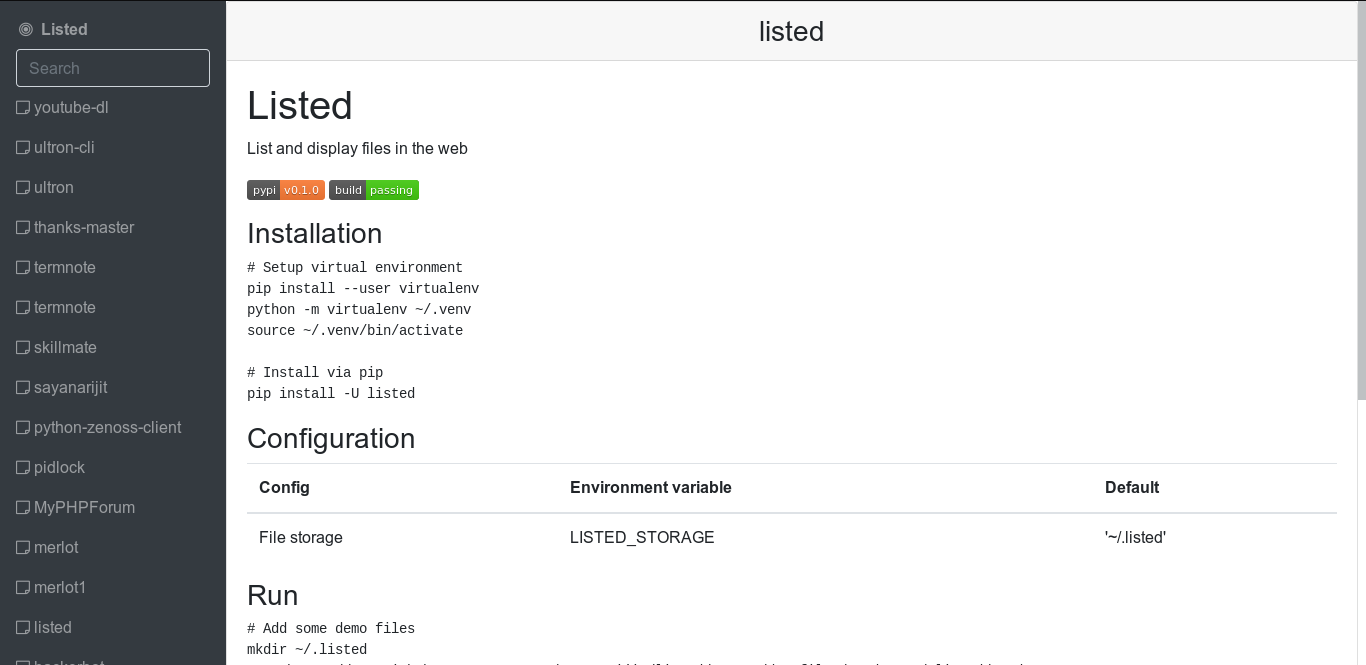 Listed
Search
youtube-dl
ultron-cli
ultron
thanks-master
termnote
termnote
skillmate
sayanarijit
python-zenoss-client
pidlock
MyPHPForum
merlot
merlot1
listed
listed
Listed
List and display files in the web
pypi v0.1.0 build passing
Installation
# Setup virtual environment
pip install --user virtualenv
python -m virtualenv ~/.venv
source ~/.venv/bin/activate
# Install via pip
pip install -U listed
Configuration
Config Environment variable Default
File storage LISTED_STORAGE '~/.listed'
Run
# Add some demo files
mkdir ~/.listed